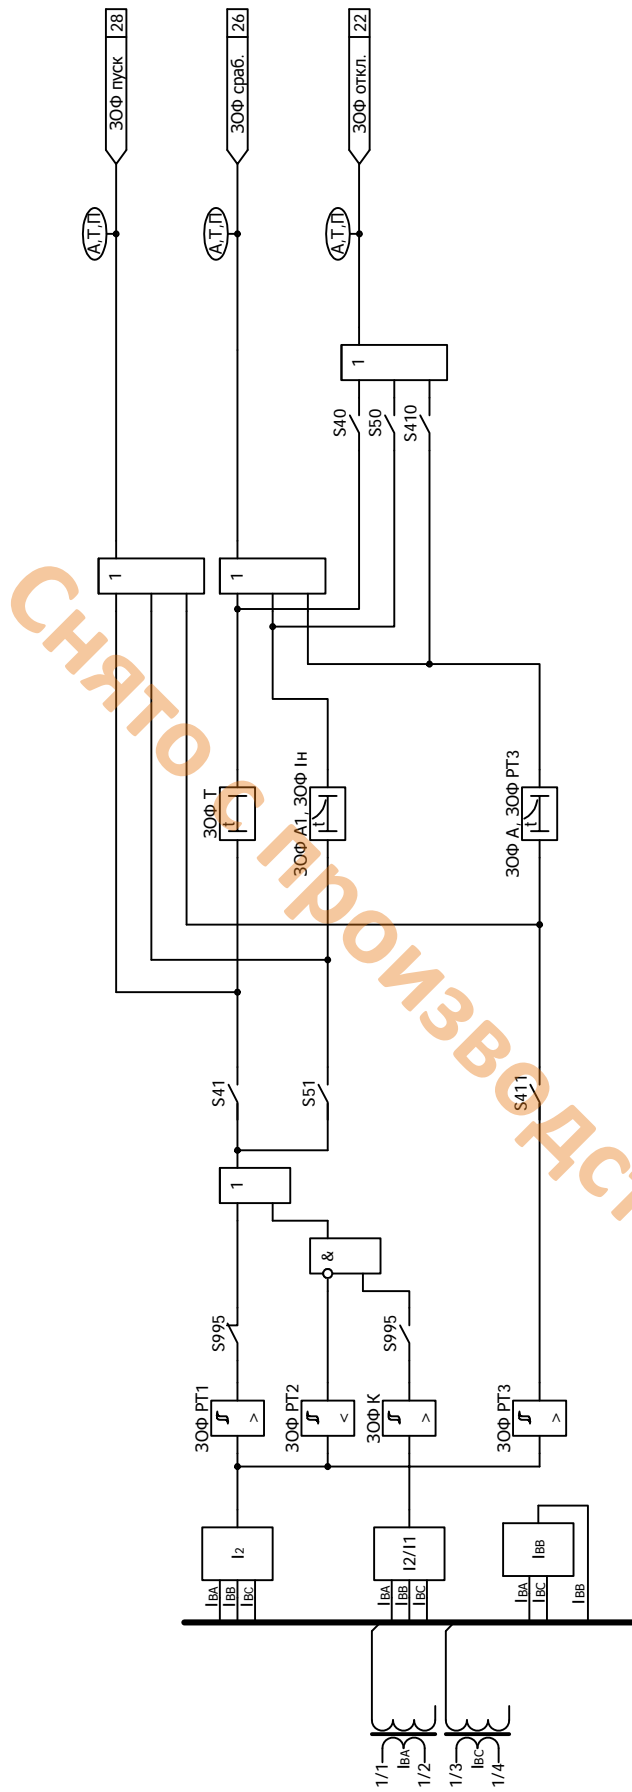 28
ЗОФ пуск
26
ЗОФ сраб.
22
ЗОФ откл.
А,Т,П
А,Т,П
А,Т,П
1
S40
S50
S410
1
1
ЗОФ Т
ЗОФ А1, ЗОФ Iн
ЗОФ А, ЗОФ РТ3
t
t
t
S41
S51
S411
1
&
S995
S995
ЗОФ РТ1
ЗОФ РТ2
ЗОФ К
ЗОФ РТ3
>
<
>
>
I2
I2/I1
IВВ
IВА
IВВ
IВС
IВА
IВВ
IВС
IВА
IВС
IВВ
1/1
IВА
1/2
1/3
IВС
1/4
Снято с производст